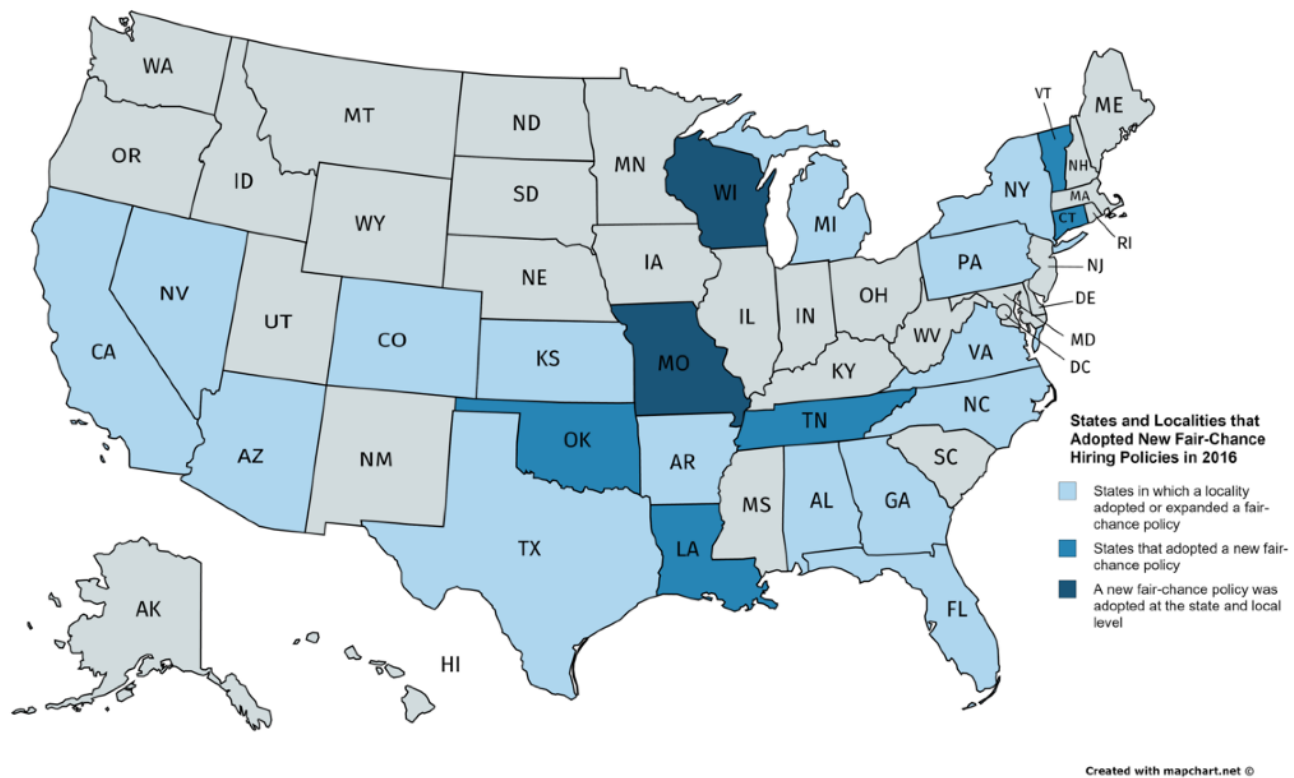 WA
MT
ND
MN
VT
ME
OR
ID
SD
WI
NH
WY
MI
NY
MA
CT
RI
NE
IA
PA
NJ
NV
UT
CO
IL
IN
OH
DE
CA
KS
MO
WV
VA
MD
KY
DC
NC
TN
AZ
NM
OK
AR
SC
MS
AL
GA
TX
LA
FL
AK
HI
States and Localities that
Adopted New Fair-Chance
Hiring Policies in 2016
States in which a locality
adopted or expanded a fair-
chance policy
States that adopted a new fair-
chance policy
A new fair-chance policy was
adopted at the state and local
level
Created with mapchart.net ©